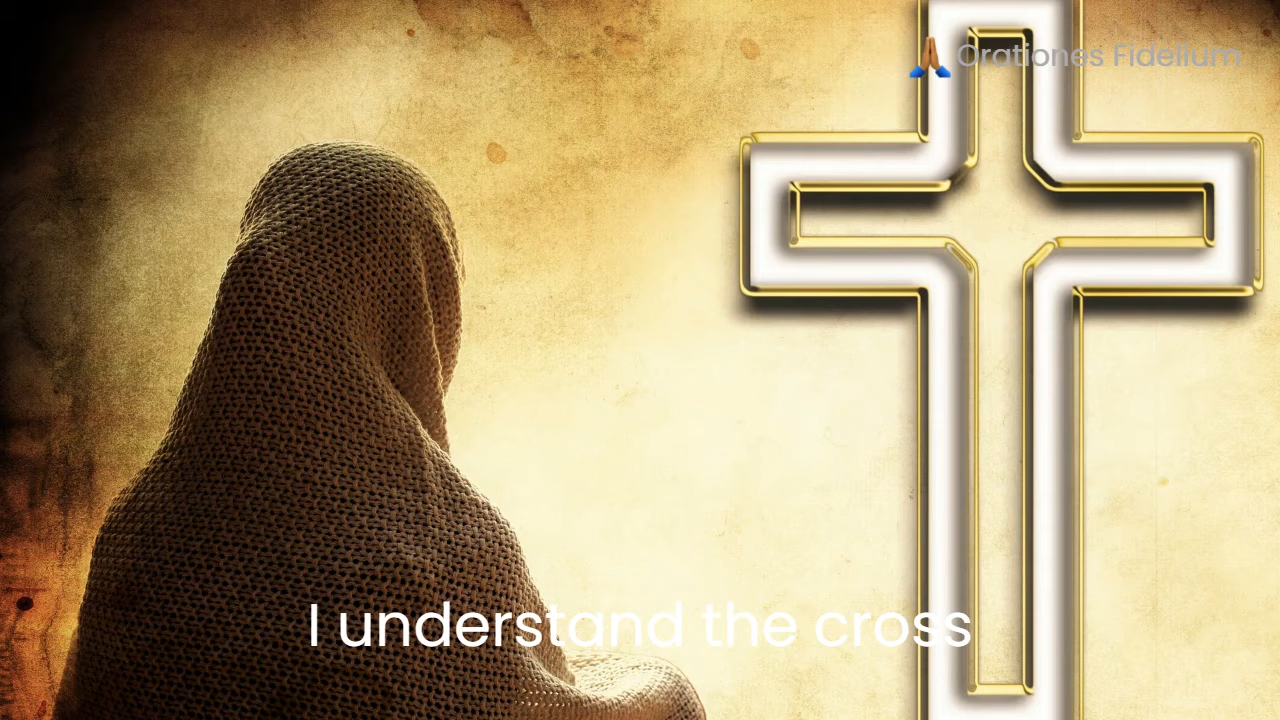 🙏🏾 Orationes Fidelium
I understand the cross